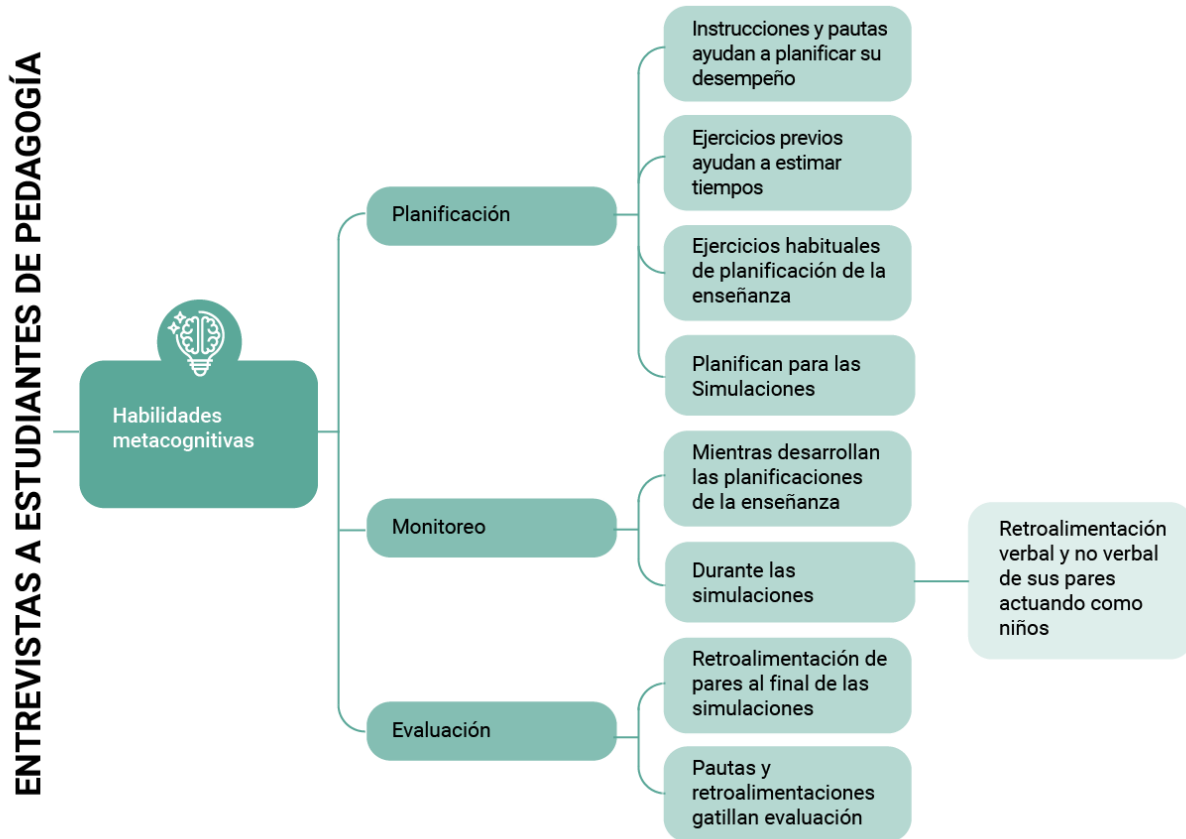 ENTREVISTAS A ESTUDIANTES DE PEDAGOGÍA
Habilidades
metacognitivas
Planificación
Instrucciones y pautas
ayudan a planificar su
desempeño
Ejercicios previos
ayudan a estimar
tiempos
Ejercicios habituales
de planificación de la
enseñanza
Planifican para las
Simulaciones
Monitoreo
Mientras desarrollan
las planificaciones
de la enseñanza
Durante las
simulaciones
Retroalimentación
verbal y no verbal
de sus pares
actuando como
niños
Evaluación
Retroalimentación de
pares al final de las
simulaciones
Pautas y
retroalimentaciones
gatillan evaluación